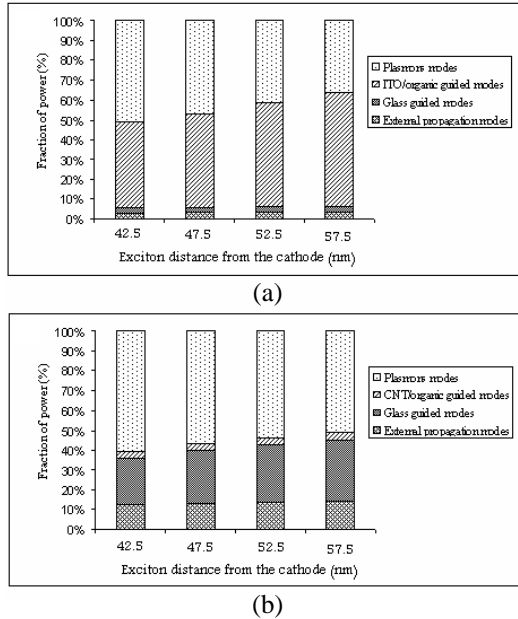 100%
90%
80%
70%
60%
50%
40%
30%
20%
10%
0%
Fraction of power (%)
42.5 47.5 52.5 57.5
Exciton distance from the cathode (nm)
Plasmons modes
ITO/organic guided modes
Glass guided modes
External propagation modes
(a)
100%
90%
80%
70%
60%
50%
40%
30%
20%
10%
0%
Fraction of power (%)
42.5 47.5 52.5 57.5
Exciton distance from the cathode (nm)
Plasmons modes
CNT/organic guided modes
Glass guided modes
External propagation modes
(b)